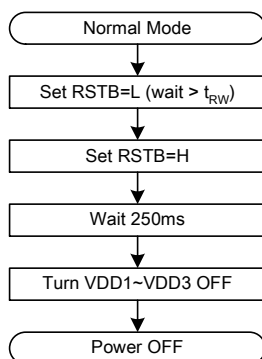 Normal Mode
Set RSTB=L (wait > tRW)
Set RSTB=H
Wait 250ms
Turn VDD1~VDD3 OFF
Power OFF